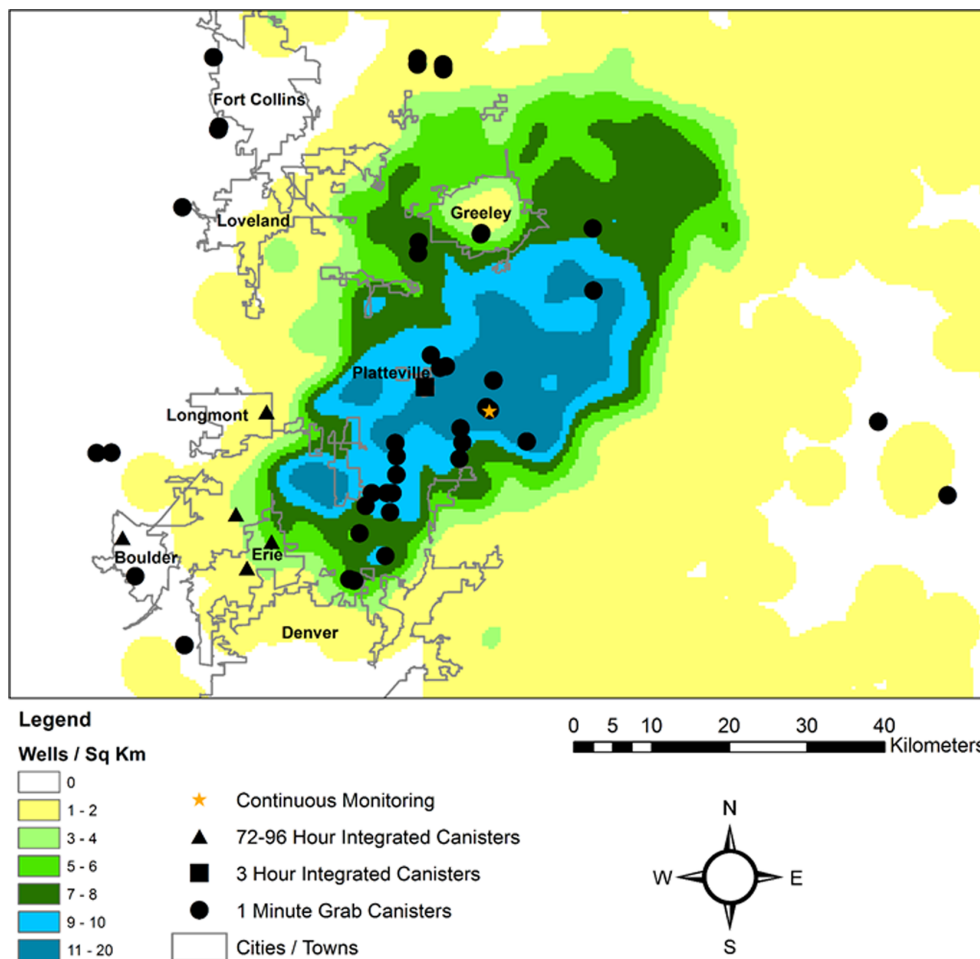 Fort Collins
Loveland
Greeley
Platteville
Longmont
Boulder
Erie
Denver
Legend
Wells / Sq Km
0
1 - 2
3 - 4
5 - 6
7 - 8
9 - 10
11 - 20
Continuous Monitoring
72-96 Hour Integrated Canisters
3 Hour Integrated Canisters
1 Minute Grab Canisters
Cities / Towns
0 5 10 20 30 40
Kilometers
N
W E
S